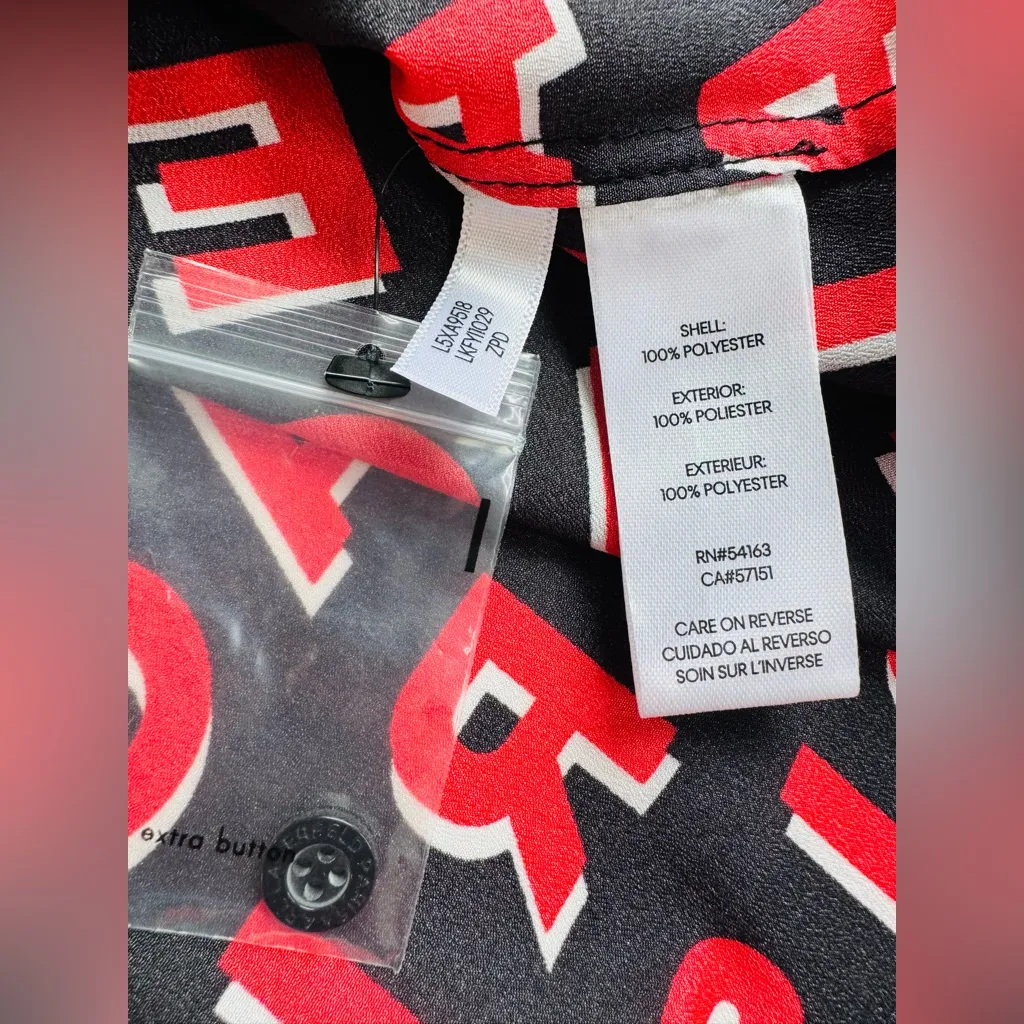 L5XA9518
LKFY11029
ZPD
SHELL:
100% POLYESTER
EXTERIOR:
100% POLIESTER
EXTERIEUR:
100% POLYESTER
RN#54163
CA#57151
CARE ON REVERSE
CUIDADO AL REVERSO
SOIN SUR L'INVERSE
E
R
extra button